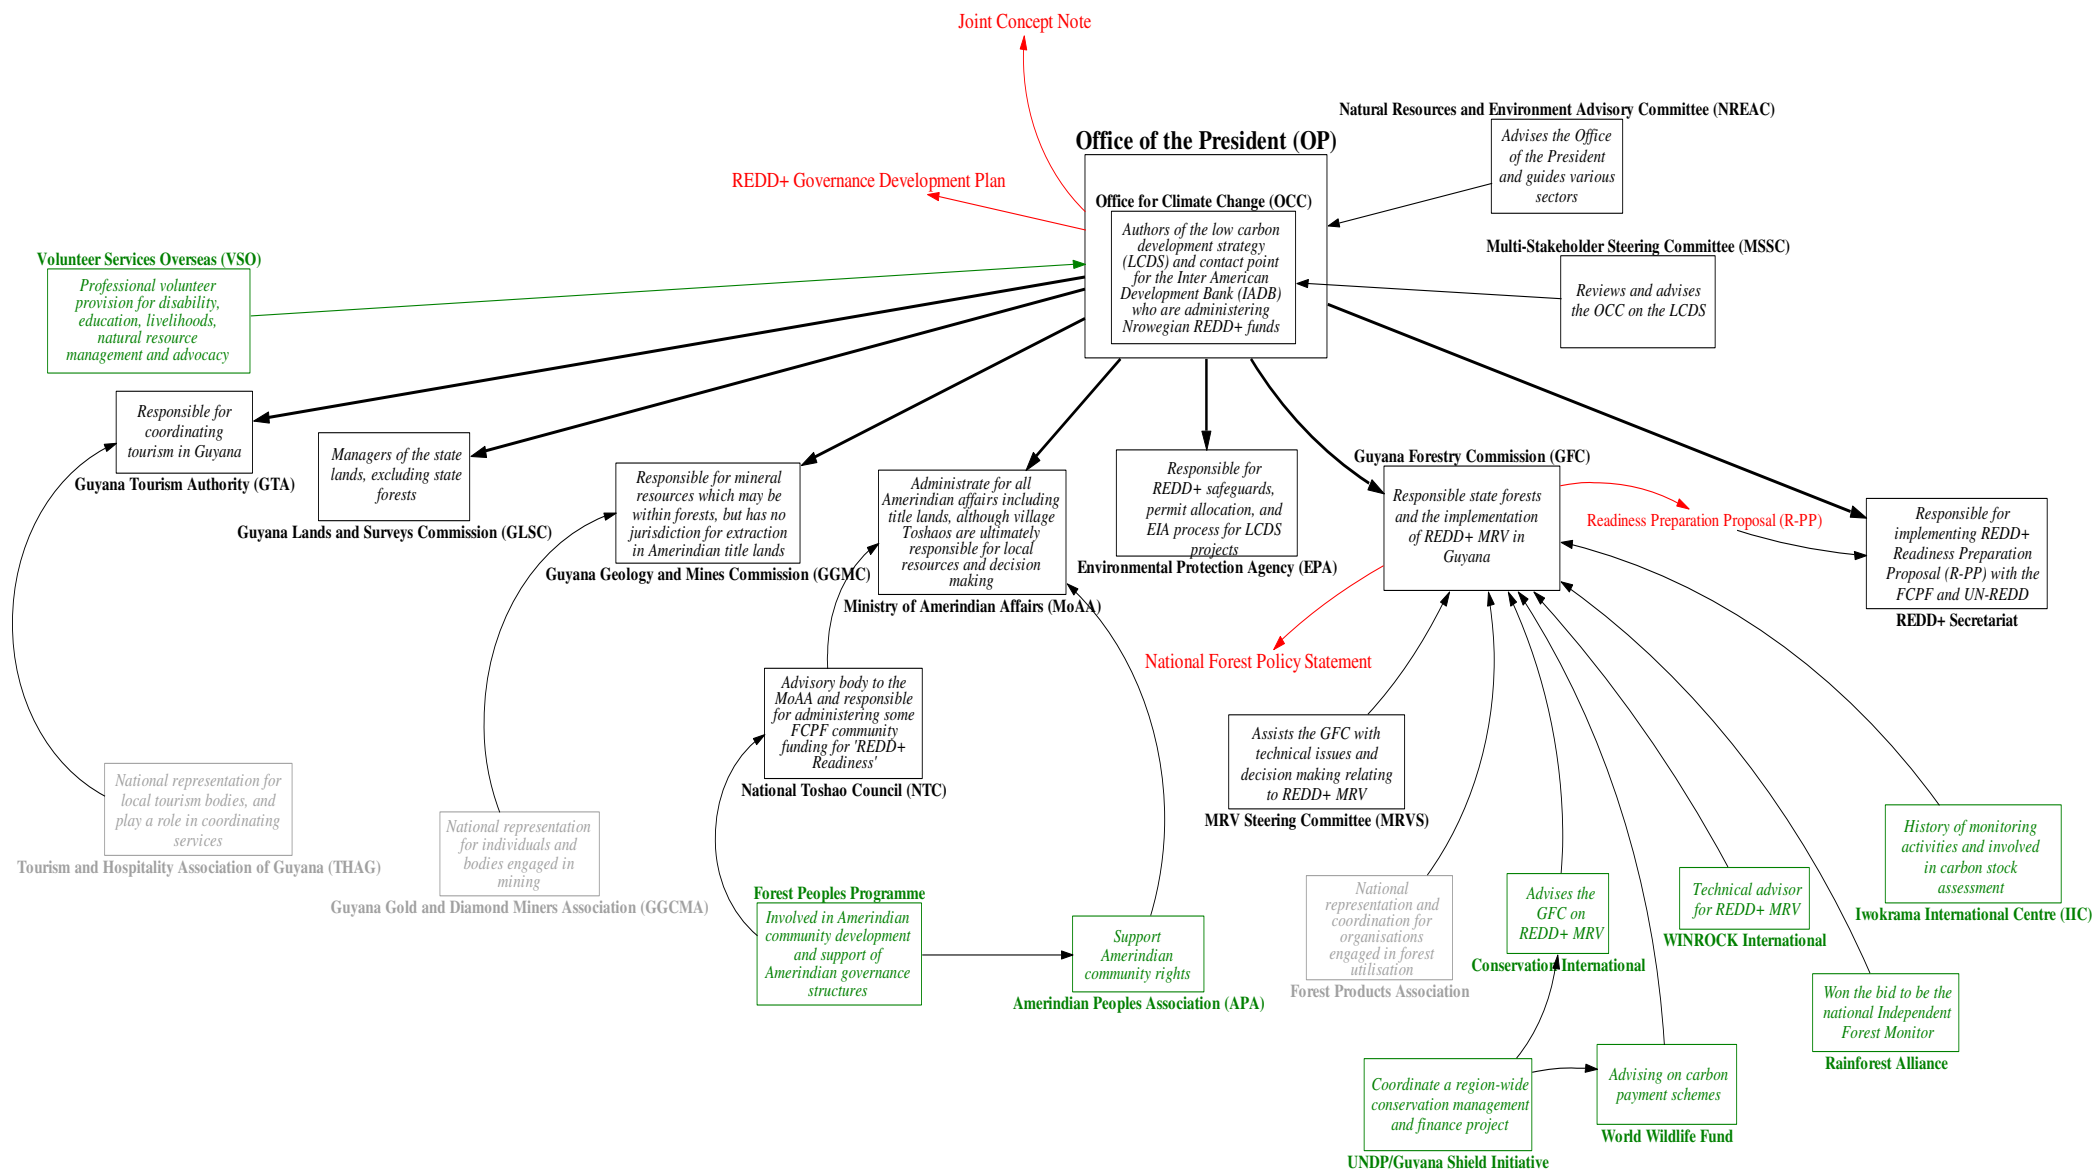 Joint Concept Note
Natural Resources and Environment Advisory Committee (NREAC)
Advises the Office
of the President
and guides various
sectors
Office of the President (OP)
REDD+ Governance Development Plan
Office for Climate Change (OCC)
Authors of the low carbon
development strategy
(LCDS) and contact point
for the Inter American
Development Bank (IADB)
who are administering
Nrowegian REDD+ funds
Multi-Stakeholder Steering Committee (MSSC)
Reviews and advises
the OCC on the LCDS
Volunteer Services Overseas (VSO)
Professional volunteer
provision for disability,
education, livelihoods,
natural resource
management and advocacy
Responsible for
coordinating
tourism in Guyana
Guyana Tourism Authority (GTA)
Managers of the state
lands, excluding state
forests
Guyana Lands and Surveys Commission (GLSC)
Responsible for mineral
resources which may be
within forests, but has no
jurisdiction for extraction
in Amerindian title lands
Guyana Geology and Mines Commission (GGMC)
Administrate for all
Amerindian affairs including
title lands, although village
Toshaos are ultimately
responsible for local
resources and decision
making
Ministry of Amerindian Affairs (MoAA)
Responsible for
REDD+ safeguards,
permit allocation, and
EIA process for LCDS
projects
Environmental Protection Agency (EPA)
Guyana Forestry Commission (GFC)
Responsible state forests
and the implementation
of REDD+ MRV in
Guyana
Readiness Preparation Proposal (R-PP)
Responsible for
implementing REDD+
Readiness Preparation
Proposal (R-PP) with the
FCPF and UN-REDD
REDD+ Secretariat
National Forest Policy Statement
Advisory body to the
MoAA and responsible
for administering some
FCPF community
funding for 'REDD+
Readiness'
National Toshao Council (NTC)
Assists the GFC with
technical issues and
decision making relating
to REDD+ MRV
MRV Steering Committee (MRVS)
National representation for
local tourism bodies, and
play a role in coordinating
services
Tourism and Hospitality Association of Guyana (THAG)
National representation
for individuals and
bodies engaged in
mining
Guyana Gold and Diamond Miners Association (GGCMA)
Forest Peoples Programme
Involved in Amerindian
community development
and support of
Amerindian governance
structures
Support
Amerindian
community rights
Amerindian Peoples Association (APA)
National
representation and
coordination for
organisations
engaged in forest
utilisation
Forest Products Association
Advises the
GFC on
REDD+ MRV
Conservation International
Technical advisor
for REDD+ MRV
WINROCK International
History of monitoring
activities and involved
in carbon stock
assessment
Iwokrama International Centre (IIC)
Won the bid to be the
national Independent
Forest Monitor
Rainforest Alliance
Coordinate a region-wide
conservation management
and finance project
UNDP/Guyana Shield Initiative
Advising on carbon
payment schemes
World Wildlife Fund